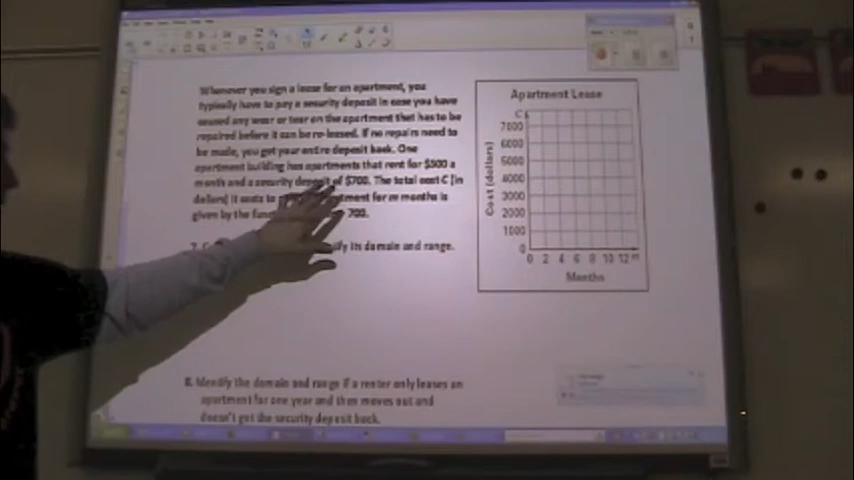 Whenever you sign a lease for an apartment, you
typically have to pay a security deposit in case you have
caused any wear or tear on the apartment that has to be
repaired before it can be re-leased. If no repairs need to
be made, you get your entire deposit back. One
apartment building has apartments that rent for $500 a
month and a security deposit of $700. The total cost C (in
dollars) it costs to for m months is
given by the 700.
7. its domain and range.
8. Identify the domain and range if a renter only leases an
apartment for one year and then moves out and
doesn't get the security deposit back.
Apartment Lease
C
7000
6000
5000
4000
3000
2000
1000
0
Cost (dollars)
0 2 4 6 8 10 12 m
Months